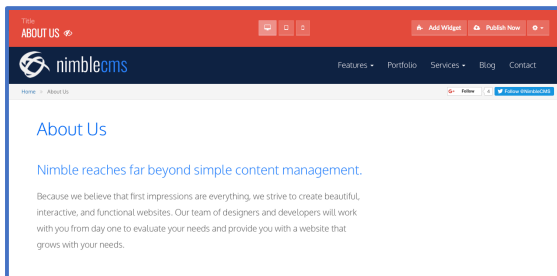 Title
ABOUT US
Add Widget Publish Now
nimblecms
Features Portfolio Services Blog Contact
Home > About Us
G+ Follow 4 Follow @NimbleCMS
About Us
Nimble reaches far beyond simple content management.
Because we believe that first impressions are everything, we strive to create beautiful,
interactive, and functional websites. Our team of designers and developers will work
with you from day one to evaluate your needs and provide you with a website that
grows with your needs.